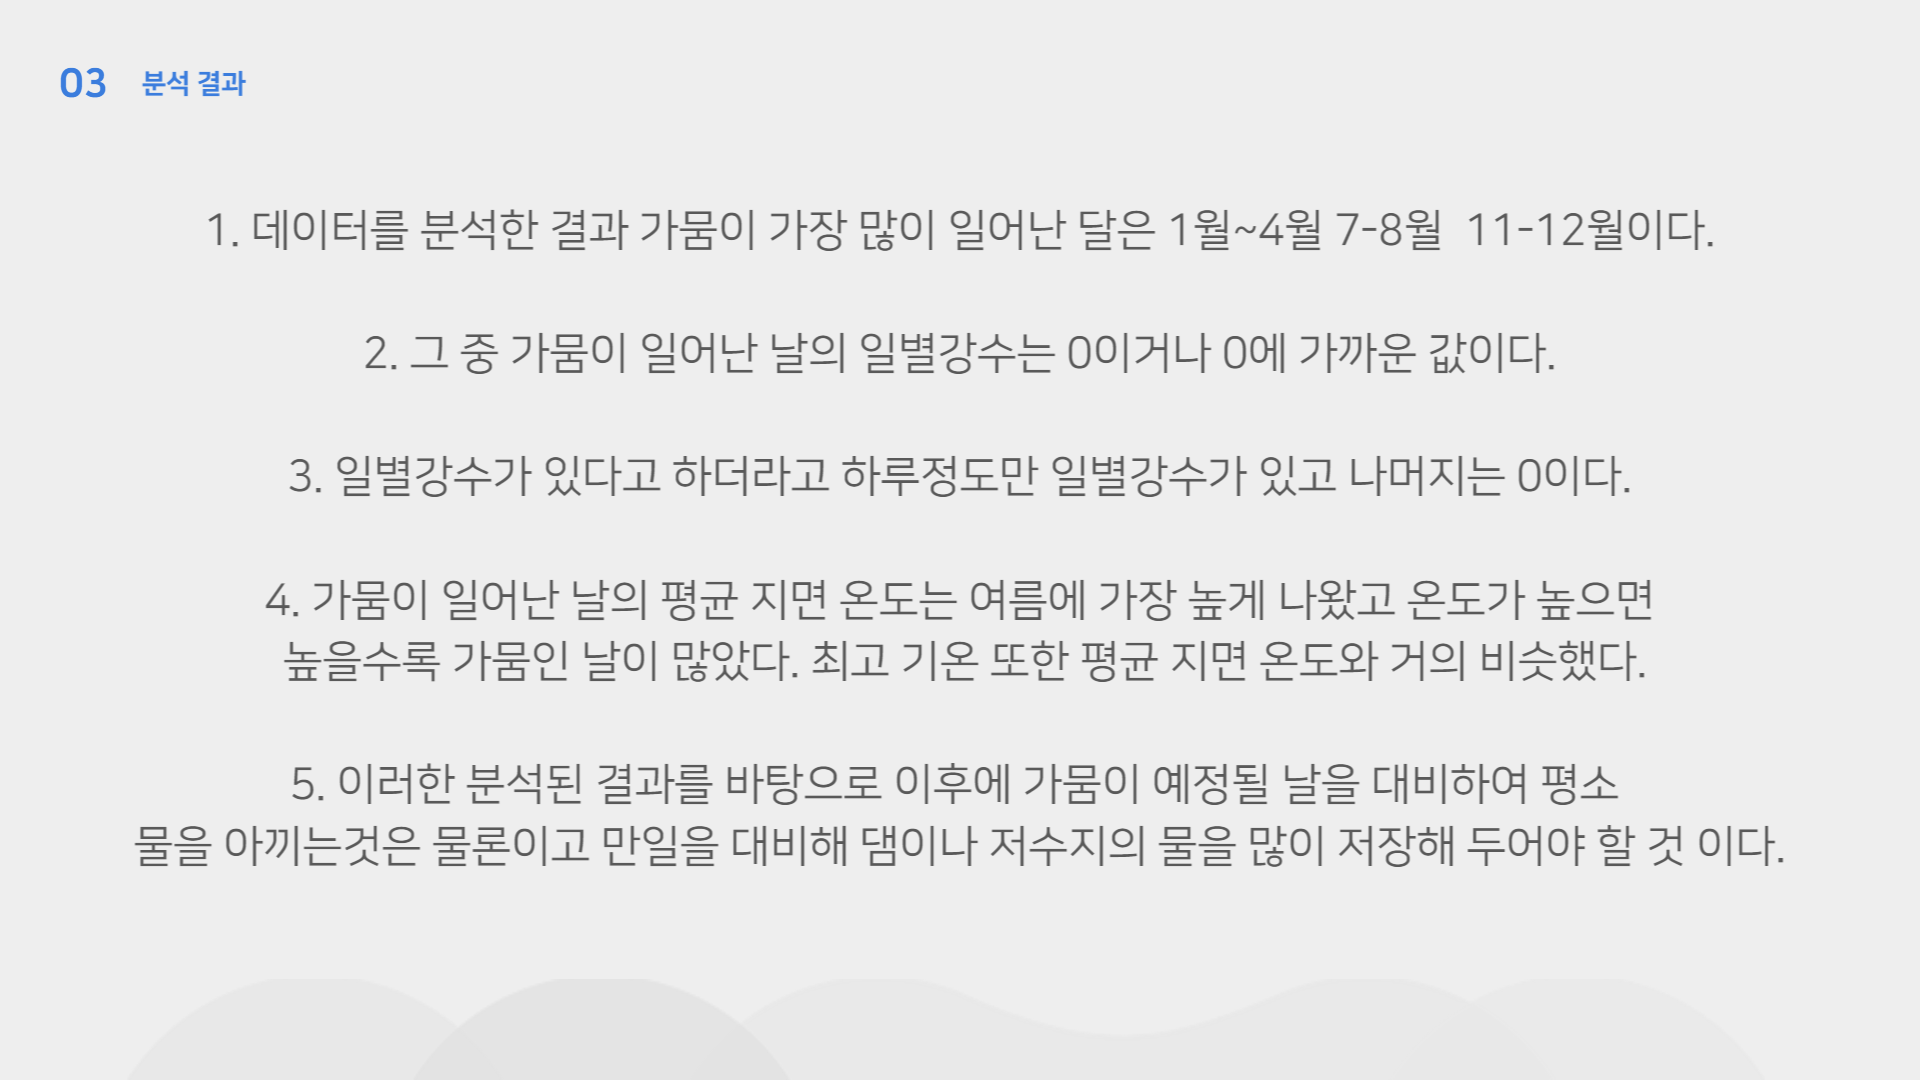 03 분석 결과
1. 데이터를 분석한 결과 가뭄이 가장 많이 일어난 달은 1월~4월 7-8월  11-12월이다.
2. 그 중 가뭄이 일어난 날의 일별강수는 0이거나 0에 가까운 값이다.
3. 일별강수가 있다고 하더라고 하루정도만 일별강수가 있고 나머지는 0이다.
4. 가뭄이 일어난 날의 평균 지면 온도는 여름에 가장 높게 나왔고 온도가 높으면
높을수록 가뭄인 날이 많았다. 최고 기온 또한 평균 지면 온도와 거의 비슷했다.
5. 이러한 분석된 결과를 바탕으로 이후에 가뭄이 예정될 날을 대비하여 평소
물을 아끼는것은 물론이고 만일을 대비해 댐이나 저수지의 물을 많이 저장해 두어야 할 것 이다.